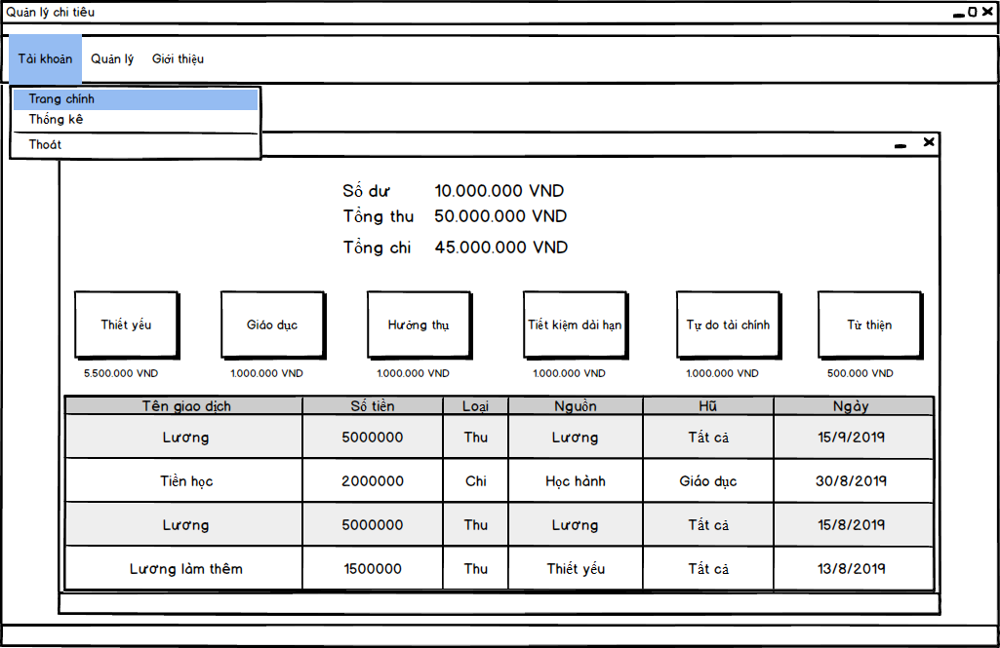 Quản lý chi tiêu
Tài khoản Quản lý Giới thiệu
Trang chính
Thống kê
Thoát
Số dư 10.000.000 VND
Tổng thu 50.000.000 VND
Tổng chi 45.000.000 VND
Thiết yếu Giáo dục Hưởng thụ Tiết kiệm dài hạn Tự do tài chính Từ thiện
5.500.000 VND 1.000.000 VND 1.000.000 VND 1.000.000 VND 1.000.000 VND 500.000 VND
Tên giao dịch Số tiền Loại Nguồn Hũ Ngày
Lương 5000000 Thu Lương Tất cả 15/9/2019
Tiền học 2000000 Chi Học hành Giáo dục 30/8/2019
Lương 5000000 Thu Lương Tất cả 15/8/2019
Lương làm thêm 1500000 Thu Thiết yếu Tất cả 13/8/2019